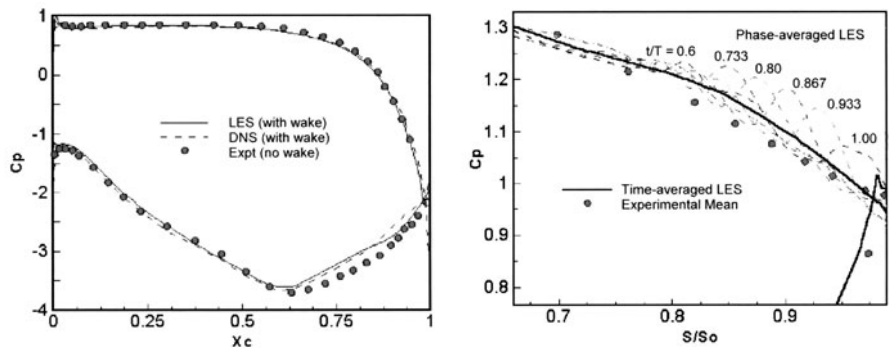 1
0
-1
-2
-3
-4
Cp
LES (with wake)
DNS (with wake)
Expt (no wake)
0
0.25
0.5
0.75
1
Xc
1.3
1.2
1.1
1
0.9
0.8
Cp
Phase-averaged LES
t/T = 0.6
0.733
0.80
0.867
0.933
1.00
Time-averaged LES
Experimental Mean
0.7
0.8
0.9
S/So